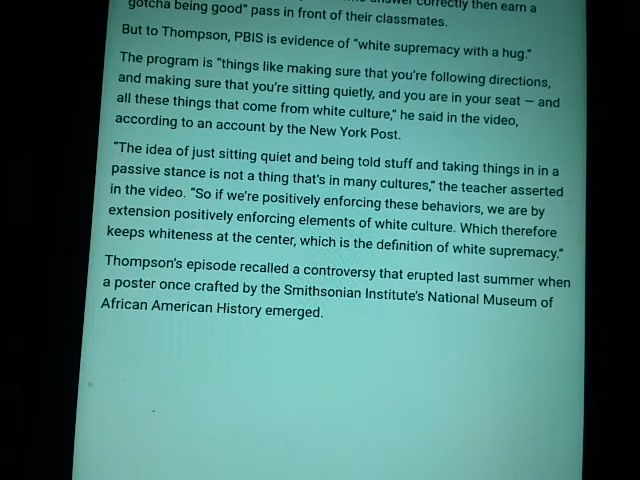 answer correctly then earn a
gotcha being good" pass in front of their classmates.
But to Thompson, PBIS is evidence of "white supremacy with a hug."
The program is "things like making sure that you're following directions,
and making sure that you're sitting quietly, and you are in your seat — and
all these things that come from white culture," he said in the video,
according to an account by the New York Post.
"The idea of just sitting quiet and being told stuff and taking things in in a
passive stance is not a thing that's in many cultures," the teacher asserted
in the video. "So if we're positively enforcing these behaviors, we are by
extension positively enforcing elements of white culture. Which therefore
keeps whiteness at the center, which is the definition of white supremacy."
Thompson's episode recalled a controversy that erupted last summer when
a poster once crafted by the Smithsonian Institute's National Museum of
African American History emerged.